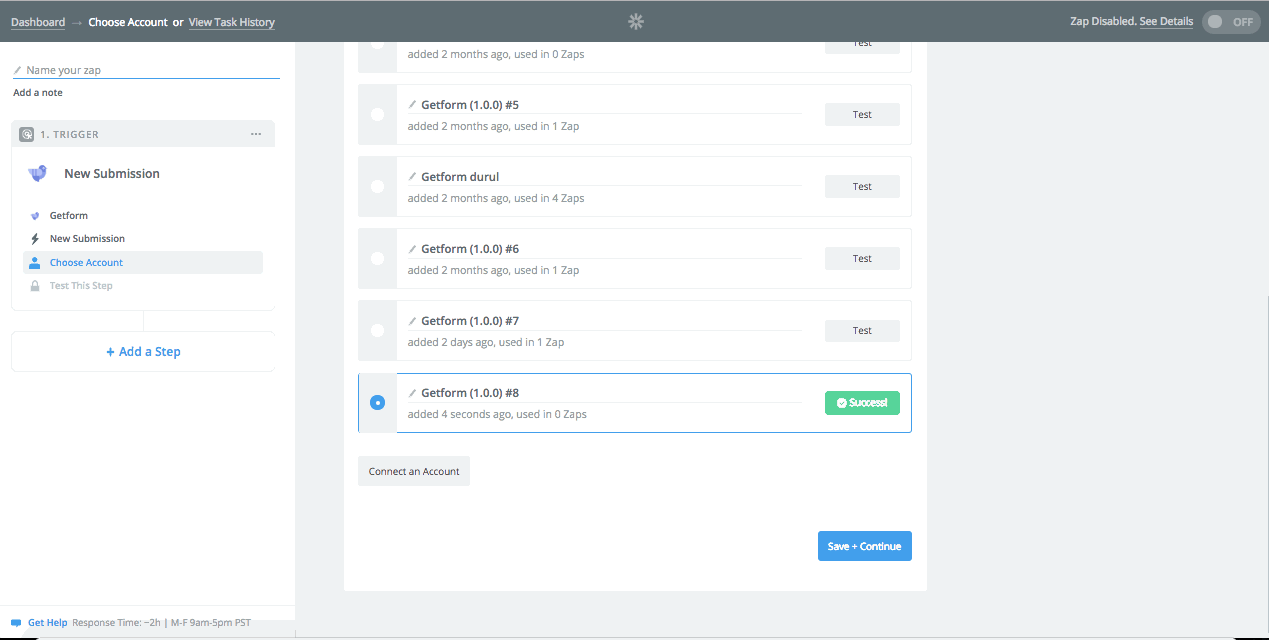 Dashboard → Choose Account or View Task History
Zap Disabled. See Details
OFF
Name your zap
Add a note
1. TRIGGER
...
New Submission
Getform
New Submission
Choose Account
Test This Step
+ Add a Step
Get Help Response Time: ~2h | M-F 9am-5pm PST
added 2 months ago, used in 0 Zaps
Test
Getform (1.0.0) #5
added 2 months ago, used in 1 Zap
Test
Getform durul
added 2 months ago, used in 4 Zaps
Test
Getform (1.0.0) #6
added 2 months ago, used in 1 Zap
Test
Getform (1.0.0) #7
added 2 days ago, used in 1 Zap
Test
Getform (1.0.0) #8
added 4 seconds ago, used in 0 Zaps
Success!
Connect an Account
Save + Continue